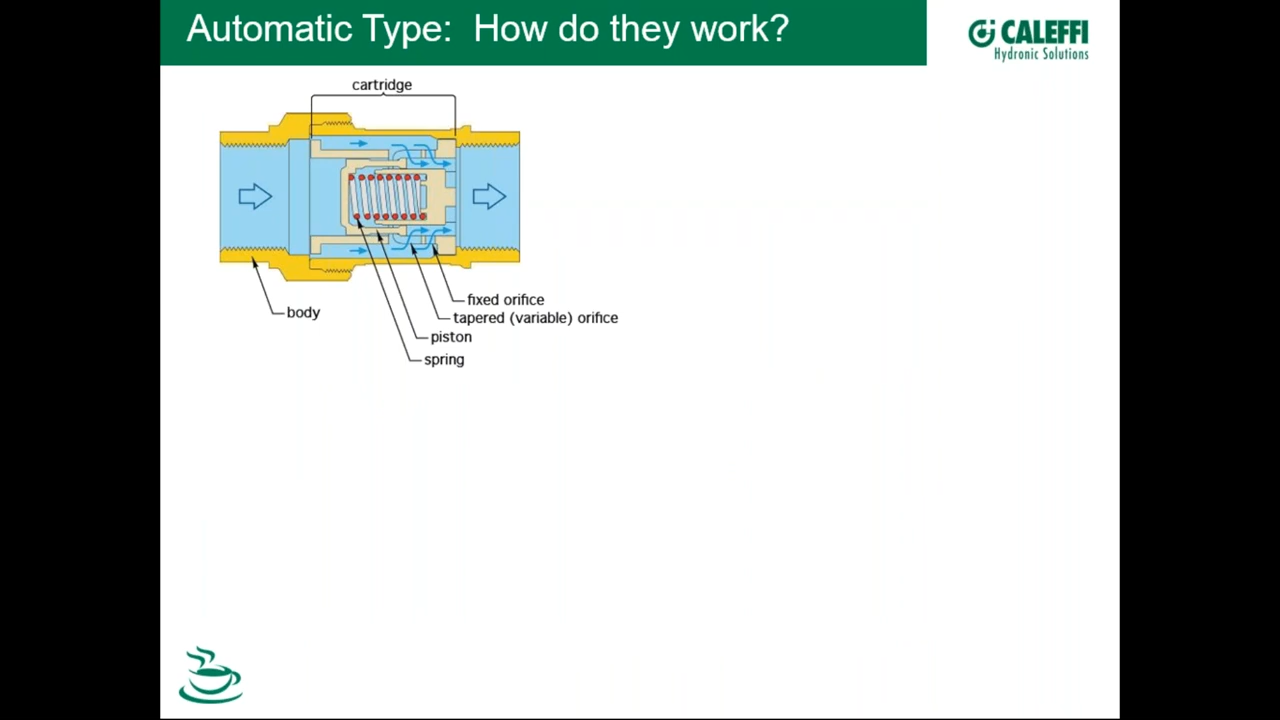 Automatic Type: How do they work?
CALEFFI
Hydronic Solutions
cartridge
body
fixed orifice
tapered (variable) orifice
piston
spring